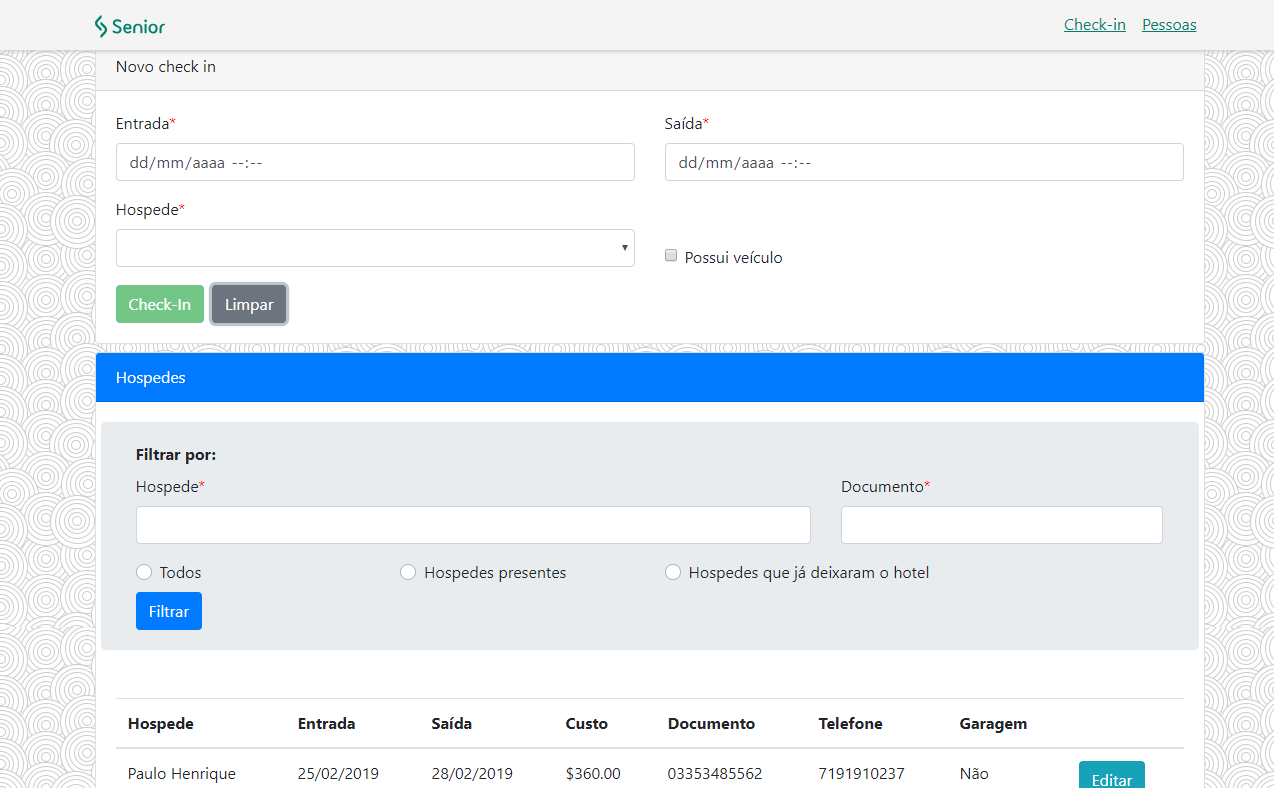 Senior Check-in Pessoas
Novo check in
Entrada* Saída*
dd/mm/aaaa --:-- dd/mm/aaaa --:--
Hospede*
Possui veículo
Check-In Limpar
Hospedes
Filtrar por:
Hospede* Documento*
Todos Hospedes presentes Hospedes que já deixaram o hotel
Filtrar
Hospede Entrada Saída Custo Documento Telefone Garagem
Paulo Henrique 25/02/2019 28/02/2019 $360.00 03353485562 7191910237 Não Editar